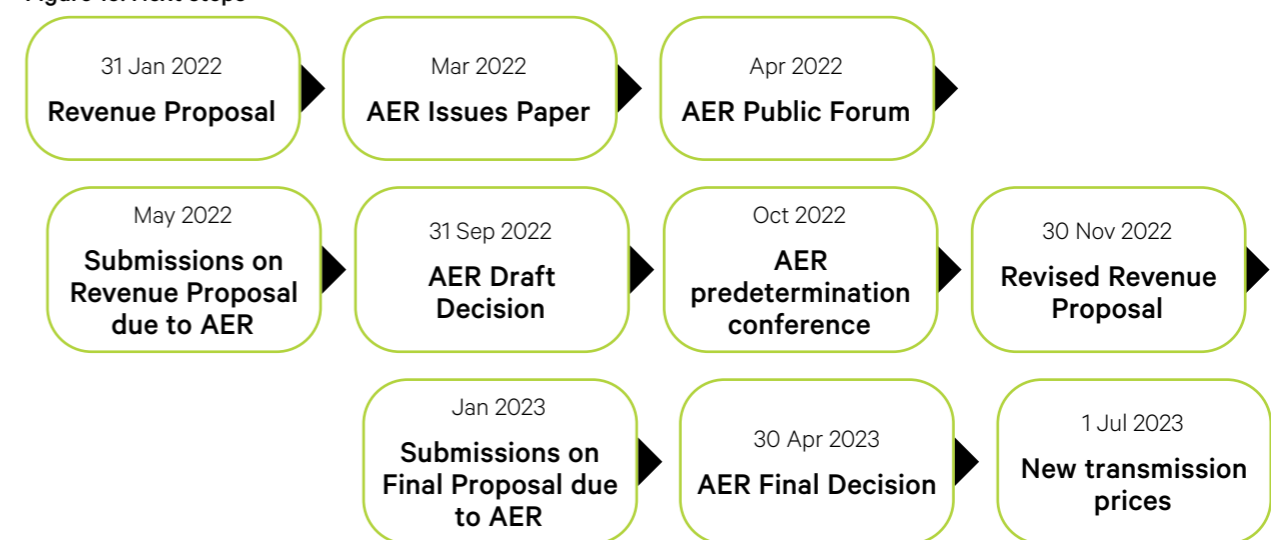 31 Jan 2022
Revenue Proposal
Mar 2022
AER Issues Paper
Apr 2022
AER Public Forum
May 2022
Submissions on
Revenue Proposal
due to AER
31 Sep 2022
AER Draft
Decision
Oct 2022
AER
predetermination
conference
30 Nov 2022
Revised Revenue
Proposal
Jan 2023
Submissions on
Final Proposal due
to AER
30 Apr 2023
AER Final Decision
1 Jul 2023
New transmission
prices